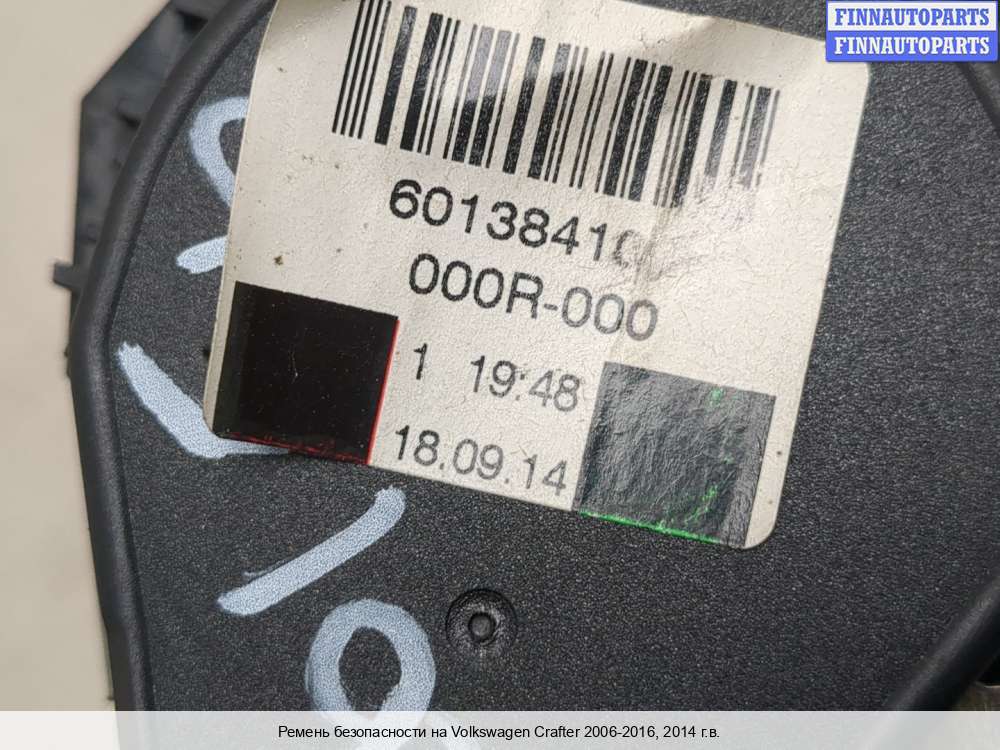 FINNAUTOPARTS
FINNAUTOPARTS
60138410
000R-000
1 19:48
18.09.14
Ремень безопасности на Volkswagen Crafter 2006-2016, 2014 г.в.